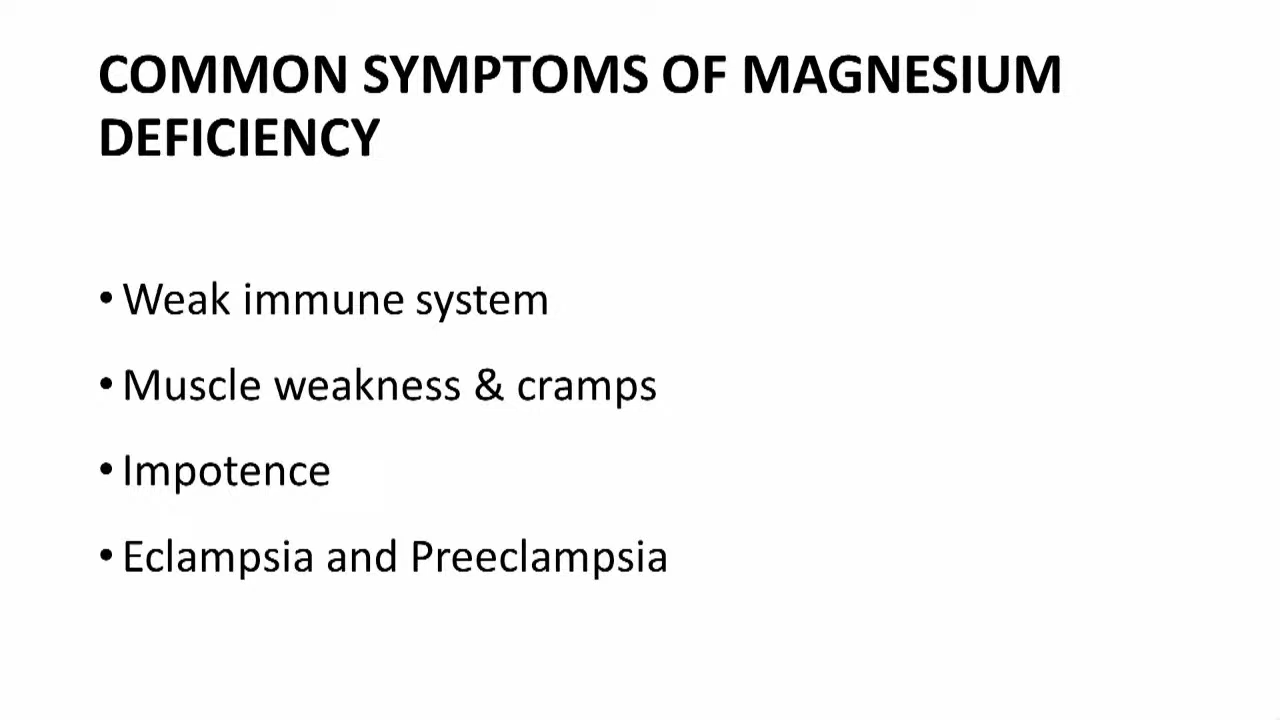 COMMON SYMPTOMS OF MAGNESIUM
DEFICIENCY
• Weak immune system
• Muscle weakness & cramps
• Impotence
• Eclampsia and Preeclampsia